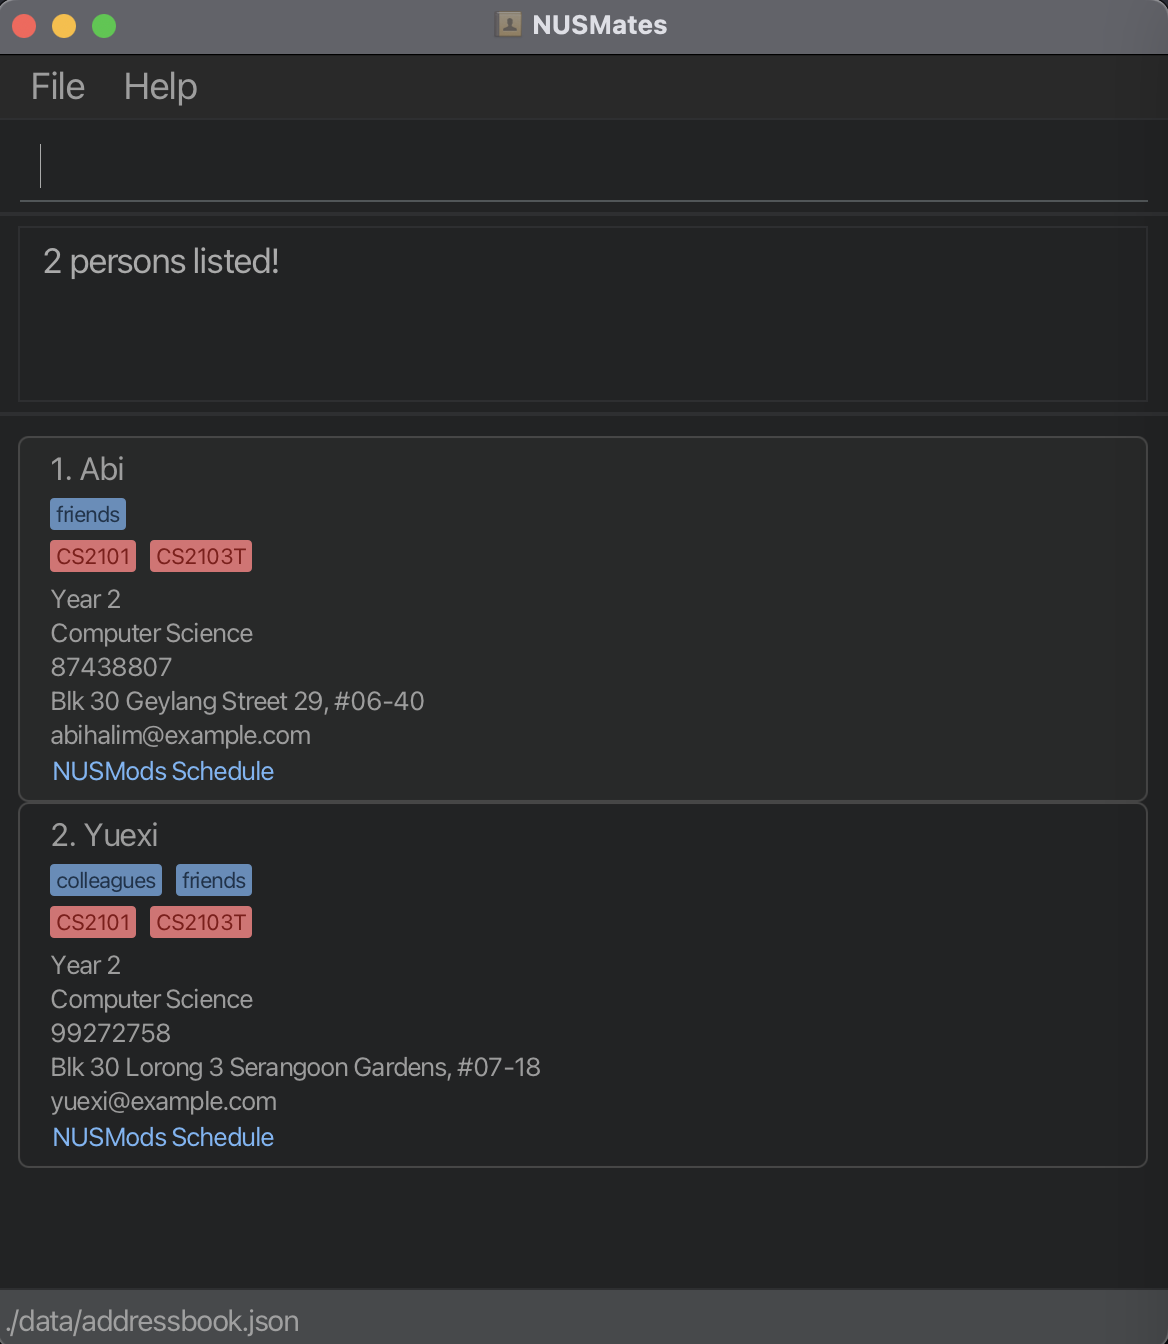 NUSMates
File Help
2 persons listed!
1. Abi
friends
CS2101 CS2103T
Year 2
Computer Science
87438807
Blk 30 Geylang Street 29, #06-40
abihalim@example.com
NUSMods Schedule
2. Yuexi
colleagues friends
CS2101 CS2103T
Year 2
Computer Science
99272758
Blk 30 Lorong 3 Serangoon Gardens, #07-18
yuexi@example.com
NUSMods Schedule
./data/addressbook.json